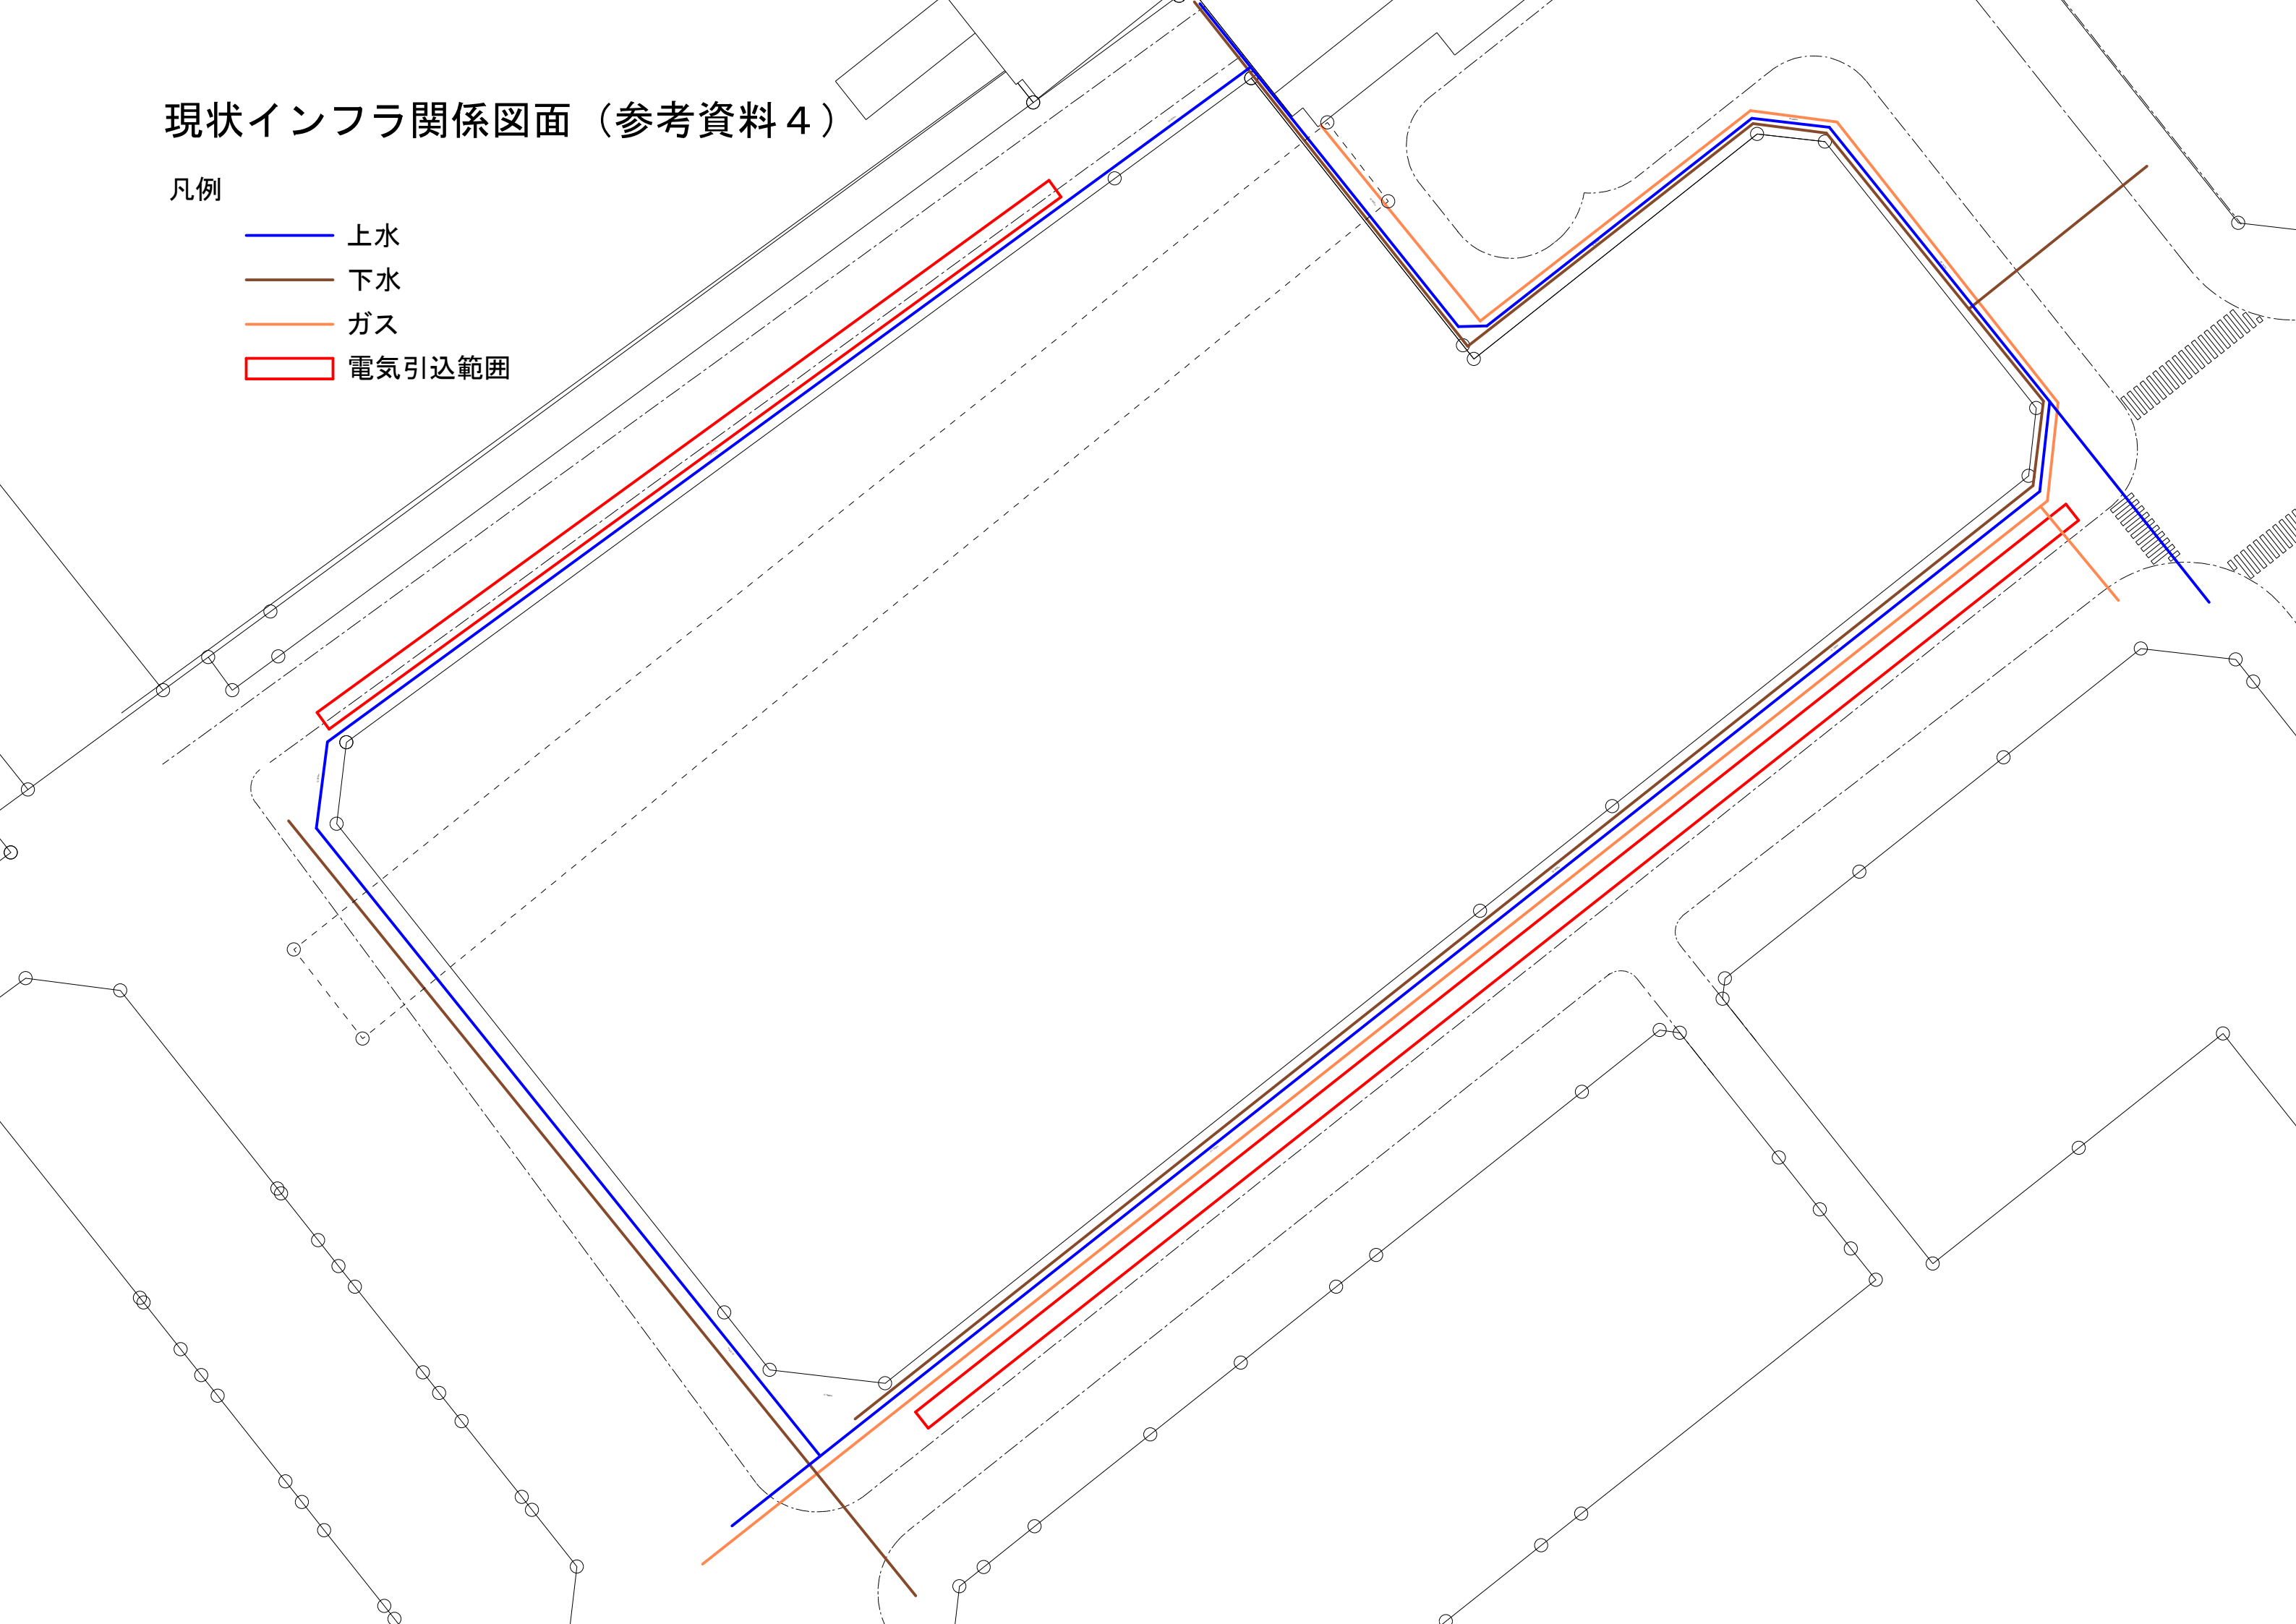 現状インフラ関係図面（参考資料４）
凡例
上水
下水
ガス
電気引込範囲